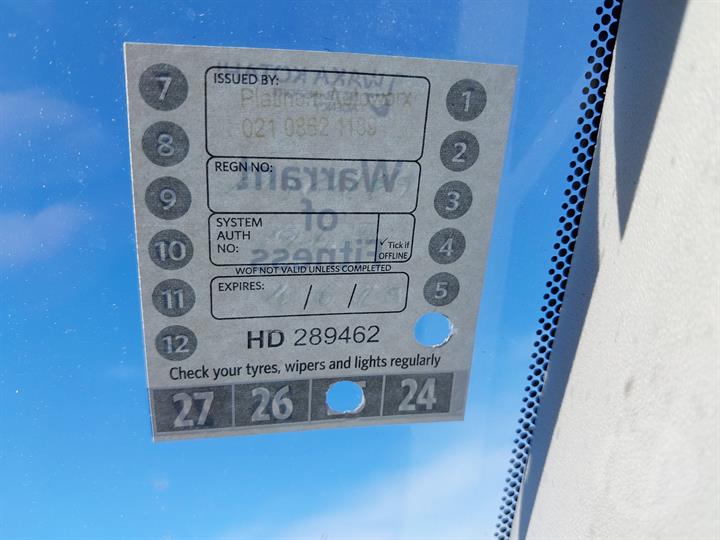 7
ISSUED BY:
Platinum Autoworx
021 0862 1189
1
8
2
REGN NO:
Warrant
9
3
of
SYSTEM
AUTH
NO:
✓ Tick if
OFFLINE
Fitness
10
4
WOF NOT VALID UNLESS COMPLETED
11
EXPIRES: / /
5
12
HD 289462
Check your tyres, wipers and lights regularly
27 26 24